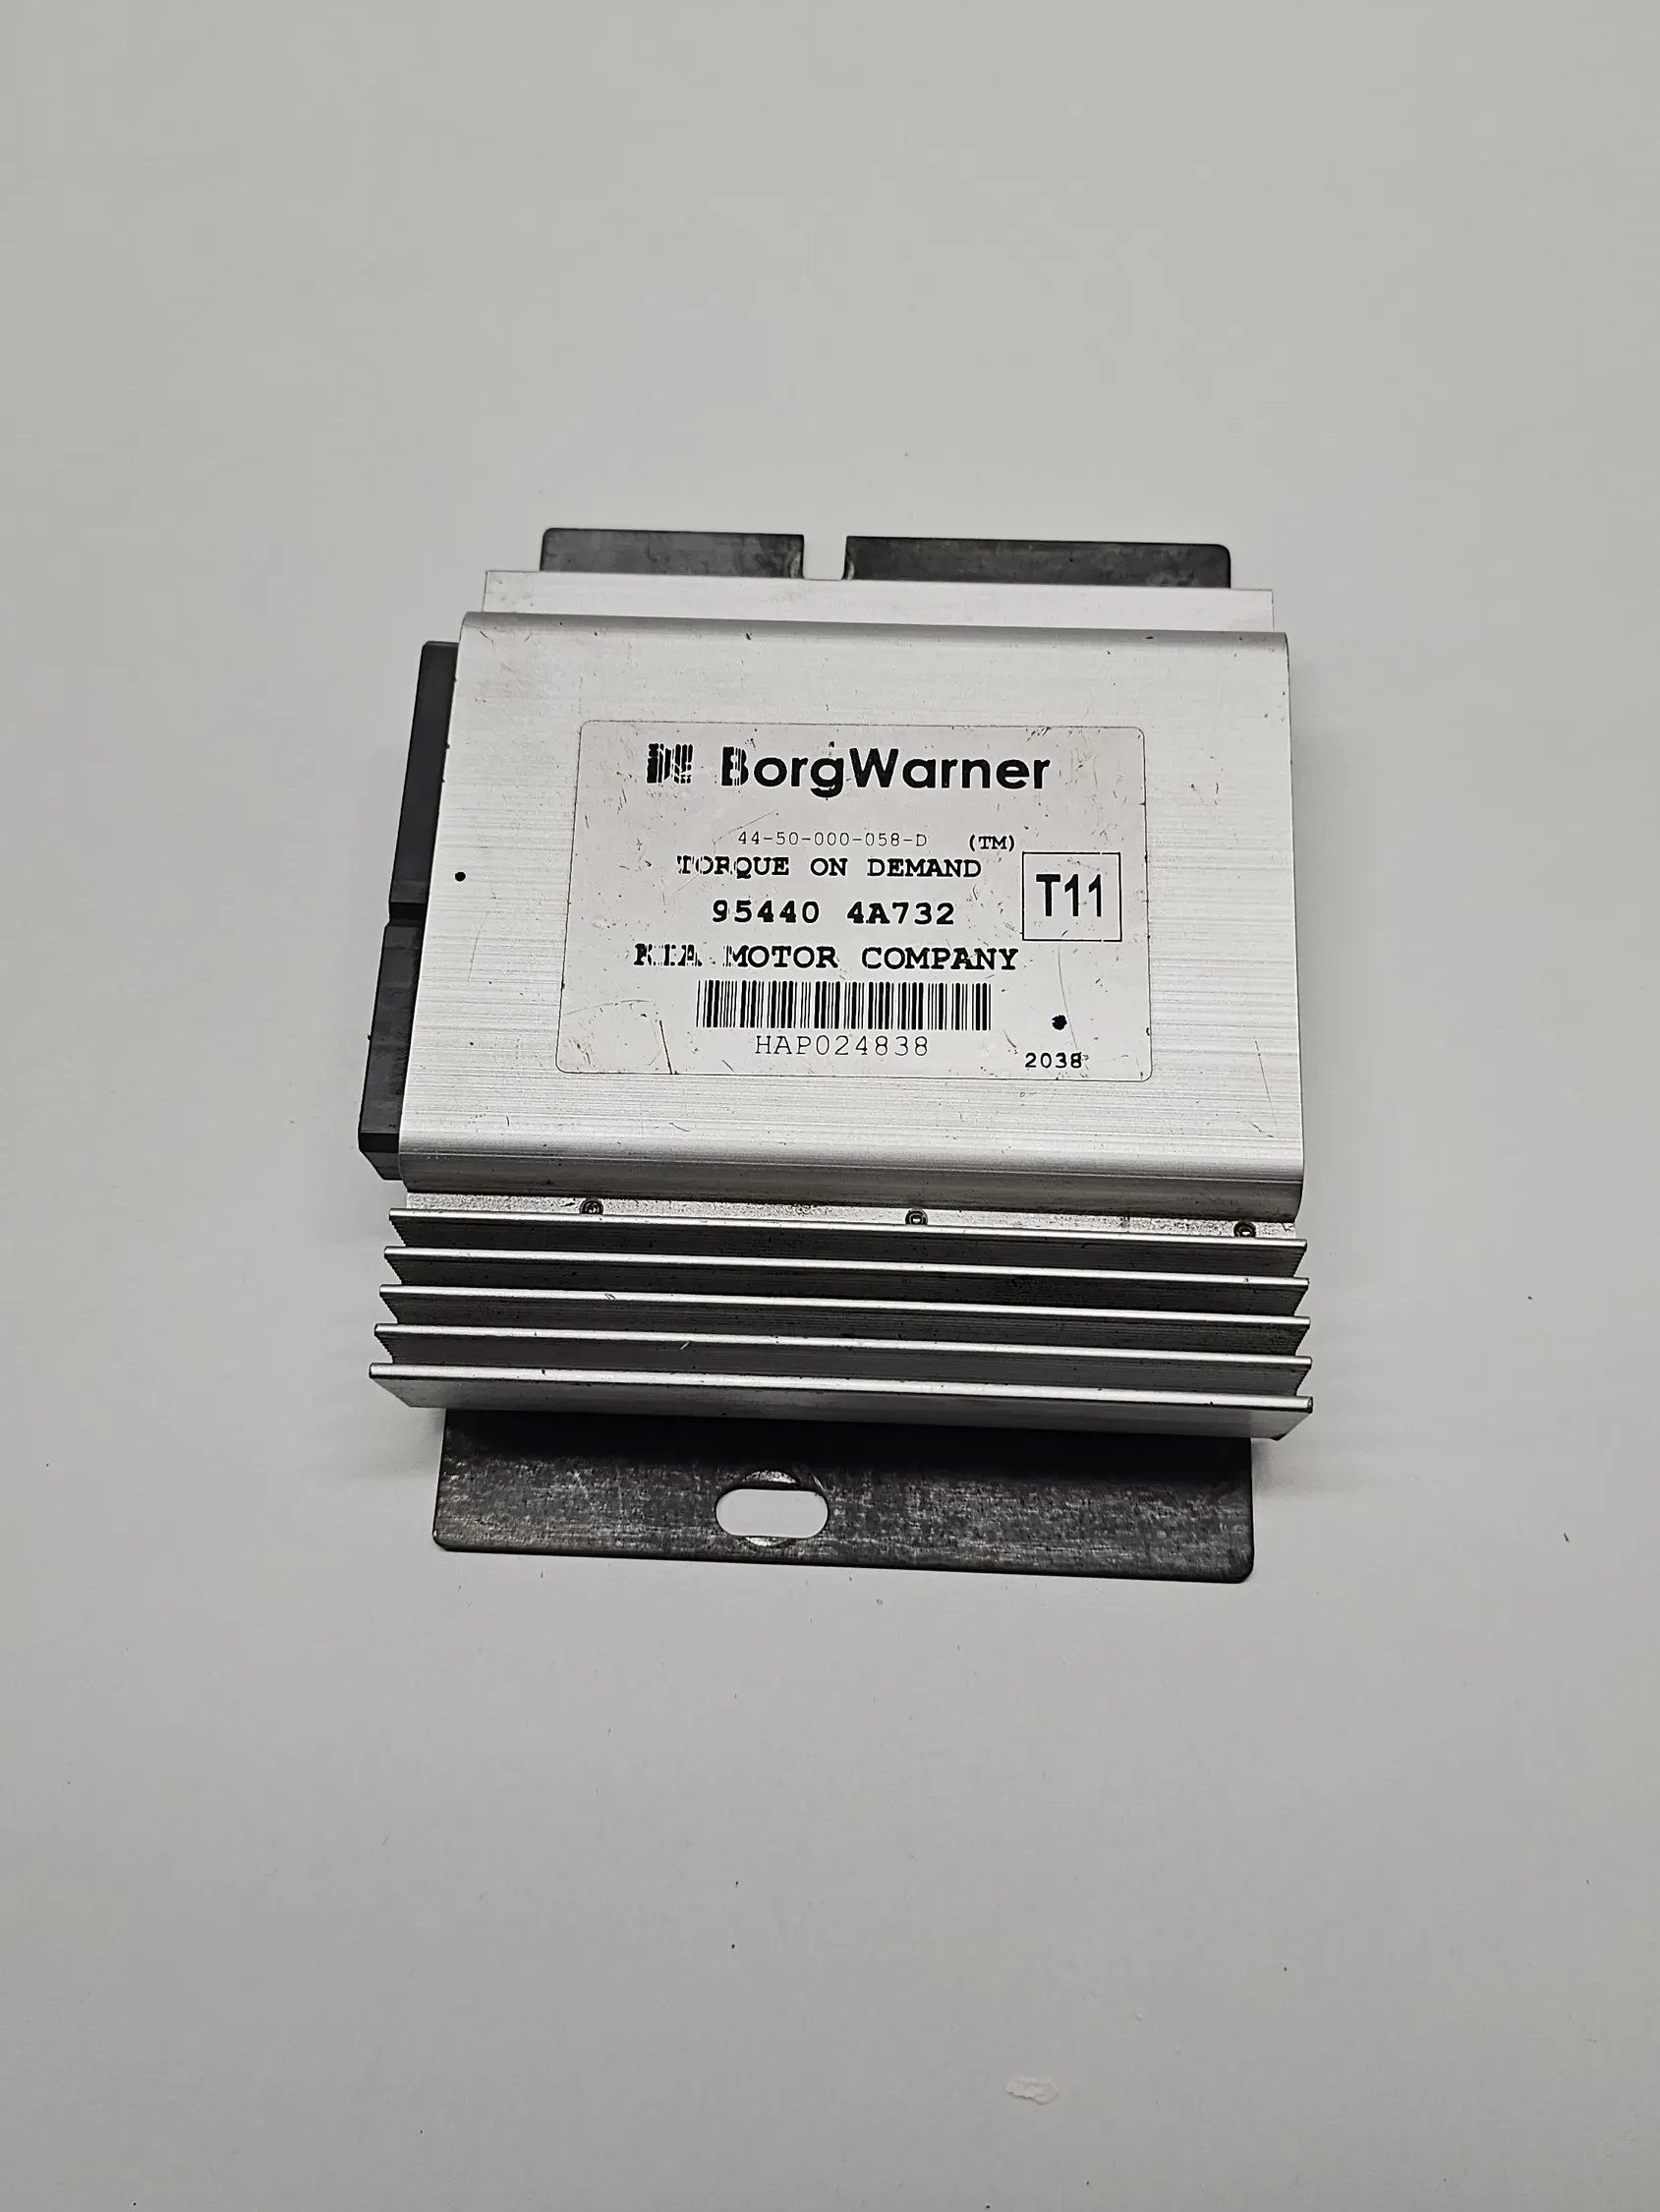 BorgWarner
44-50-000-058-D (TM)
TORQUE ON DEMAND
T11
95440 4A732
KIA MOTOR COMPANY
HAP024838
2038